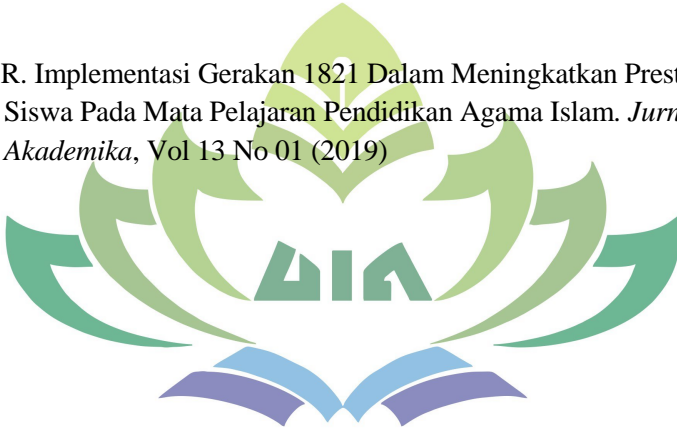 R. Implementasi Gerakan 1821 Dalam Meningkatkan Prest
Siswa Pada Mata Pelajaran Pendidikan Agama Islam. Jurn
Akademika, Vol 13 No 01 (2019)
UIN